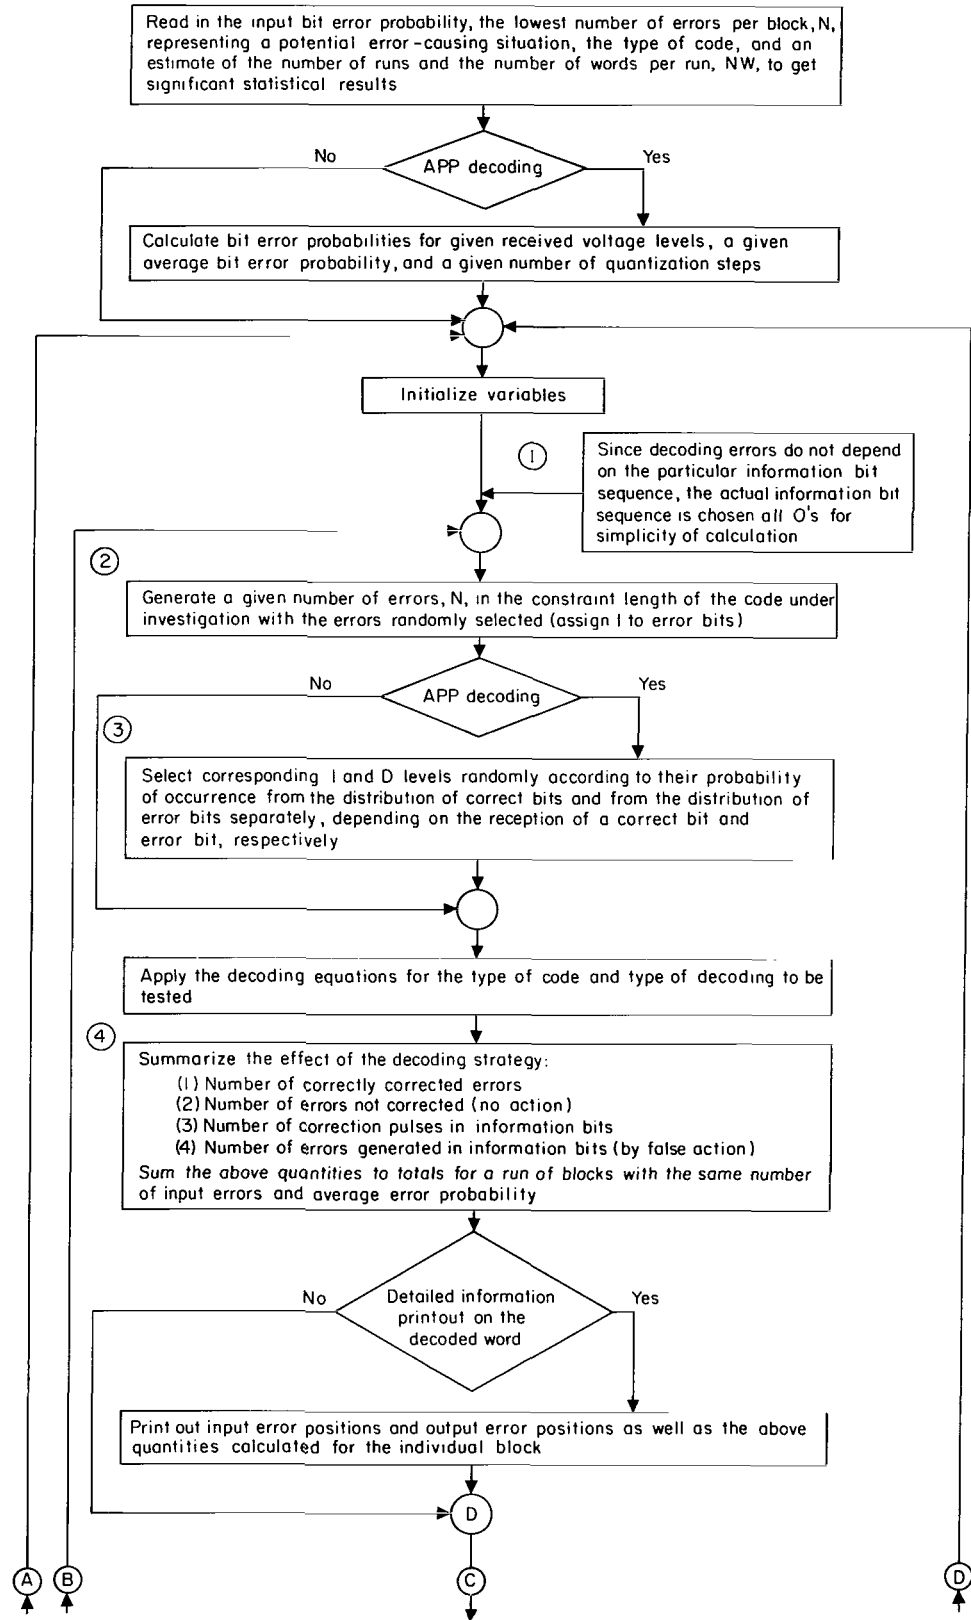 Read in the input bit error probability, the lowest number of errors per block, N,
representing a potential error-causing situation, the type of code, and an
estimate of the number of runs and the number of words per run, NW, to get
significant statistical results
No
APP decoding
Yes
Calculate bit error probabilities for given received voltage levels, a given
average bit error probability, and a given number of quantization steps
Initialize variables
1
Since decoding errors do not depend
on the particular information bit
sequence, the actual information bit
sequence is chosen all O's for
simplicity of calculation
2
Generate a given number of errors, N, in the constraint length of the code under
investigation with the errors randomly selected (assign 1 to error bits)
No
APP decoding
Yes
3
Select corresponding I and D levels randomly according to their probability
of occurrence from the distribution of correct bits and from the distribution of
error bits separately, depending on the reception of a correct bit and
error bit, respectively
Apply the decoding equations for the type of code and type of decoding to be
tested
4
Summarize the effect of the decoding strategy:
(1) Number of correctly corrected errors
(2) Number of errors not corrected (no action)
(3) Number of correction pulses in information bits
(4) Number of errors generated in information bits (by false action)
Sum the above quantities to totals for a run of blocks with the same number
of input errors and average error probability
No
Detailed information
printout on the
decoded word
Yes
Print out input error positions and output error positions as well as the above
quantities calculated for the individual block
D
A
B
C
D